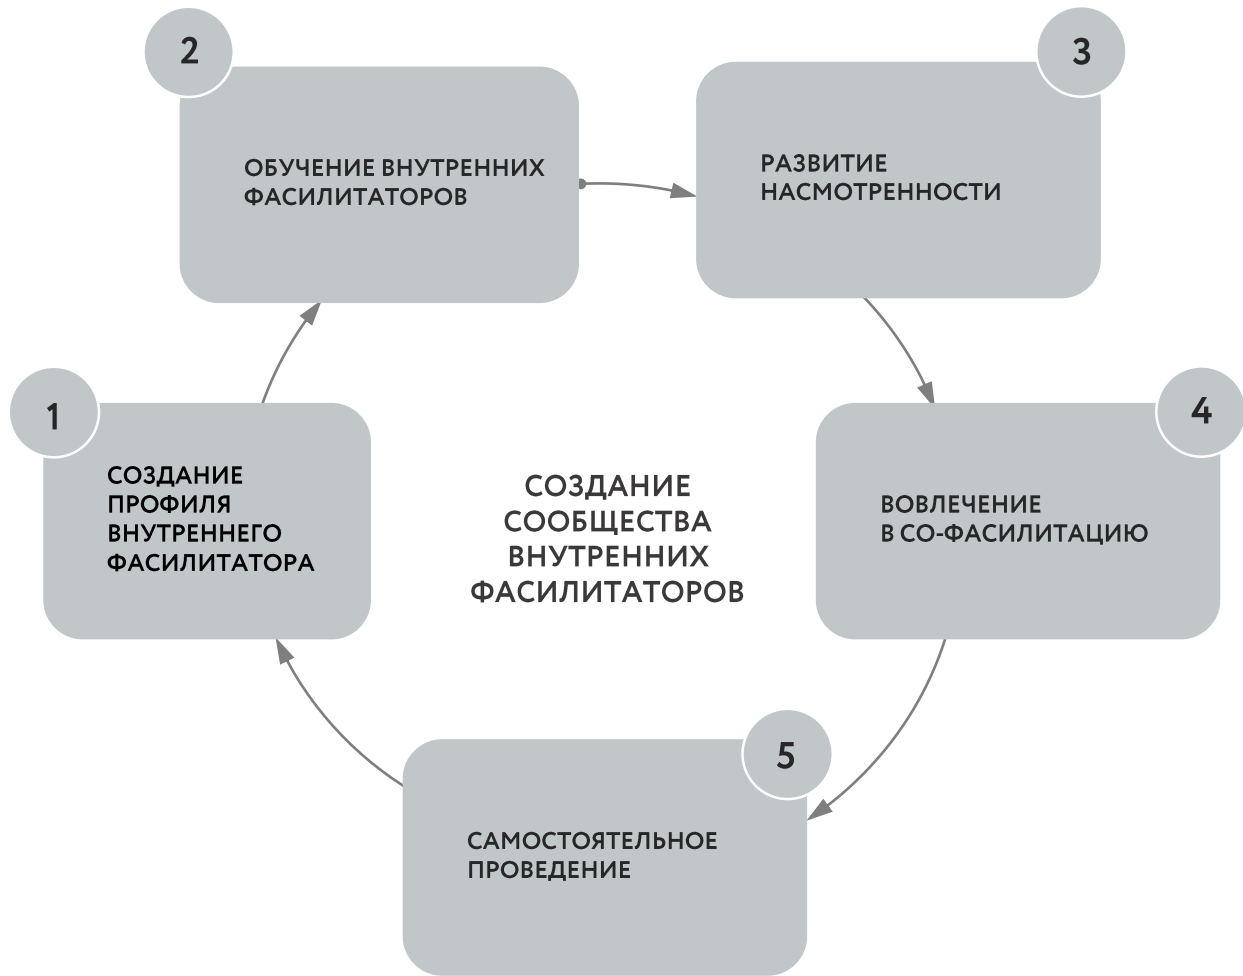 1
СОЗДАНИЕ
ПРОФИЛЯ
ВНУТРЕННЕГО
ФАСИЛИТАТОРА
2
ОБУЧЕНИЕ ВНУТРЕННИХ
ФАСИЛИТАТОРОВ
3
РАЗВИТИЕ
НАСМОТРЕННОСТИ
4
ВОВЛЕЧЕНИЕ
В СО-ФАСИЛИТАЦИЮ
5
САМОСТОЯТЕЛЬНОЕ
ПРОВЕДЕНИЕ
СОЗДАНИЕ
СООБЩЕСТВА
ВНУТРЕННИХ
ФАСИЛИТАТОРОВ